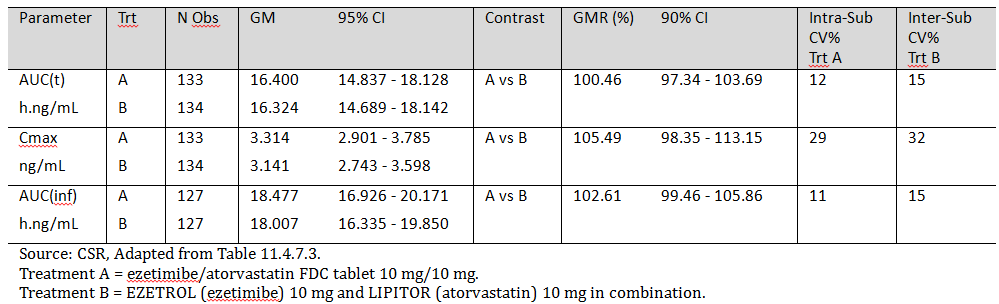 Parameter Trt N Obs GM 95% CI Contrast GMR (%) 90% CI Intra-Sub Inter-Sub
CV% CV%
Trt A Trt B
AUC(t) A 133 16.400 14.837 - 18.128 A vs B 100.46 97.34 - 103.69 12 15
h.ng/mL B 134 16.324 14.689 - 18.142
Cmax A 133 3.314 2.901 - 3.785 A vs B 105.49 98.35 - 113.15 29 32
ng/mL B 134 3.141 2.743 - 3.598
AUC(inf) A 127 18.477 16.926 - 20.171 A vs B 102.61 99.46 - 105.86 11 15
h.ng/mL B 127 18.007 16.335 - 19.850
Source: CSR, Adapted from Table 11.4.7.3.
Treatment A = ezetimibe/atorvastatin FDC tablet 10 mg/10 mg.
Treatment B = EZETROL (ezetimibe) 10 mg and LIPITOR (atorvastatin) 10 mg in combination.